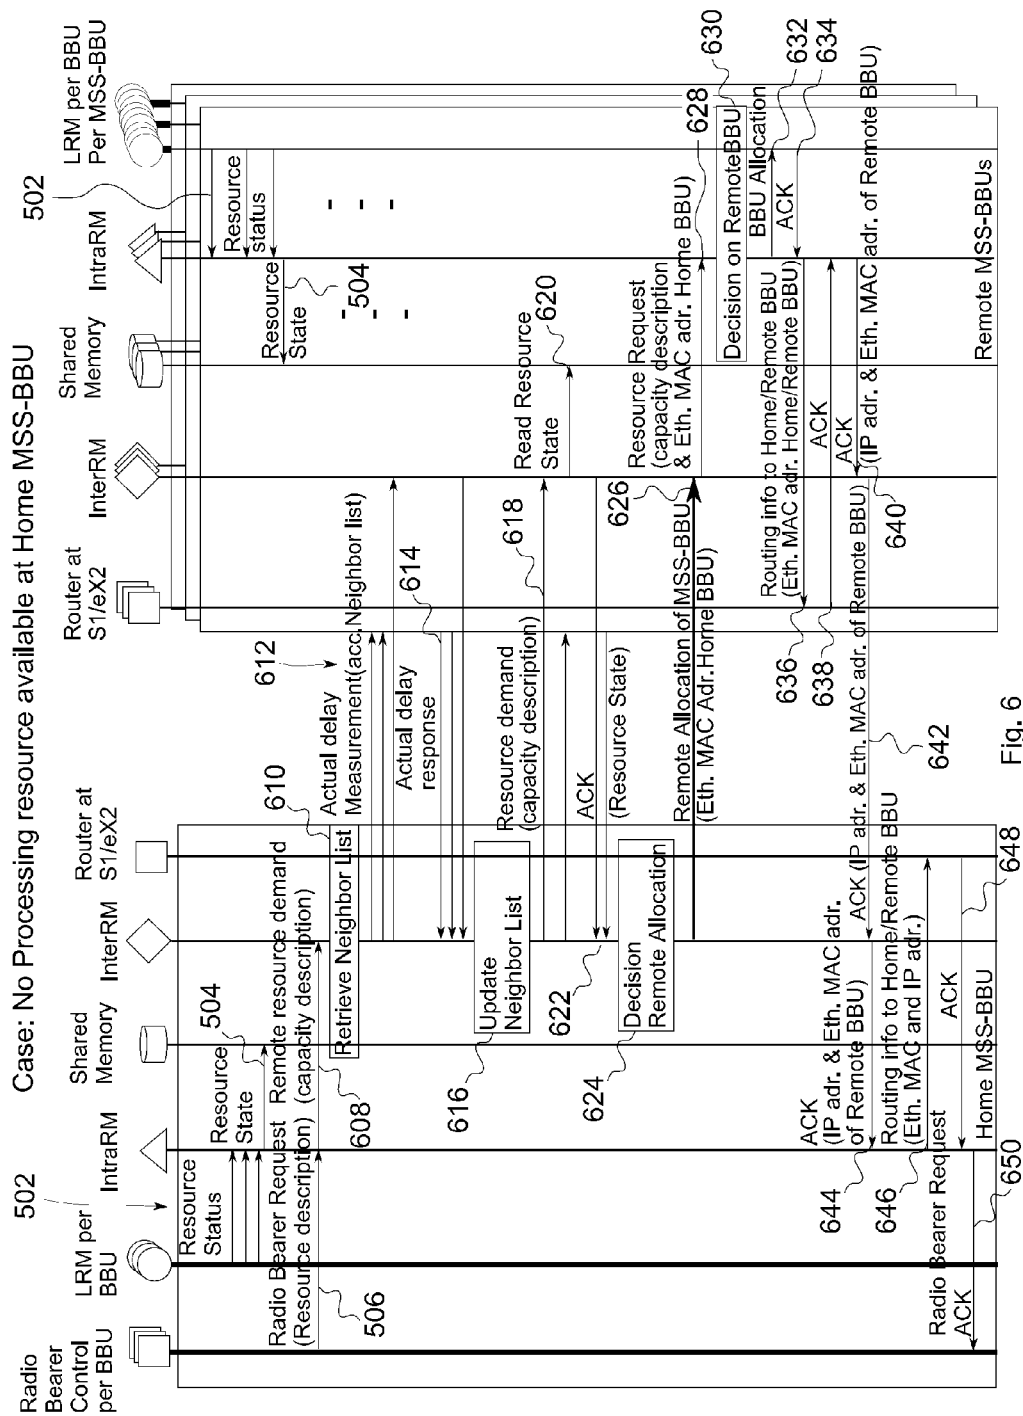 Case: No Processing resource available at Home MSS-BBU
Radio
Bearer
Control
per BBU
502
LRM per
BBU
IntraRM
Shared
Memory
InterRM
Router at
S1/eX2
Router at
S1/eX2
InterRM
Shared
Memory
IntraRM
502
LRM per BBU
Per MSS-BBU
Resource
Status
Resource
State
504
Resource
status
Resource
State
504
Radio Bearer Request
(Resource description)
506
Remote resource demand
(capacity description)
608
Retrieve Neighbor List
610
Actual delay
Measurement(acc.Neighbor list)
612
Actual delay
response
614
Update
Neighbor List
616
Resource demand
(capacity description)
618
Read Resource
State
620
ACK
(Resource State)
622
Decision
Remote Allocation
624
Remote Allocation of MSS-BBU
(Eth. MAC Adr.Home BBU)
626
Resource Request
(capacity description
& Eth. MAC adr. Home BBU)
628
Decision on RemoteBBU
630
BBU Allocation
632
ACK
634
Routing info to Home/Remote BBU
(Eth. MAC adr. Home/Remote BBU)
636
ACK
638
ACK
(IP adr. & Eth. MAC adr. of Remote BBU)
640
ACK (IP adr. & Eth. MAC adr. of Remote BBU)
642
ACK
(IP adr. & Eth. MAC adr.
of Remote BBU)
644
Routing info to Home/Remote BBU
(Eth. MAC and IP adr.)
646
ACK
648
Radio Bearer Request
ACK
650
Home MSS-BBU
Remote MSS-BBUs
Fig. 6